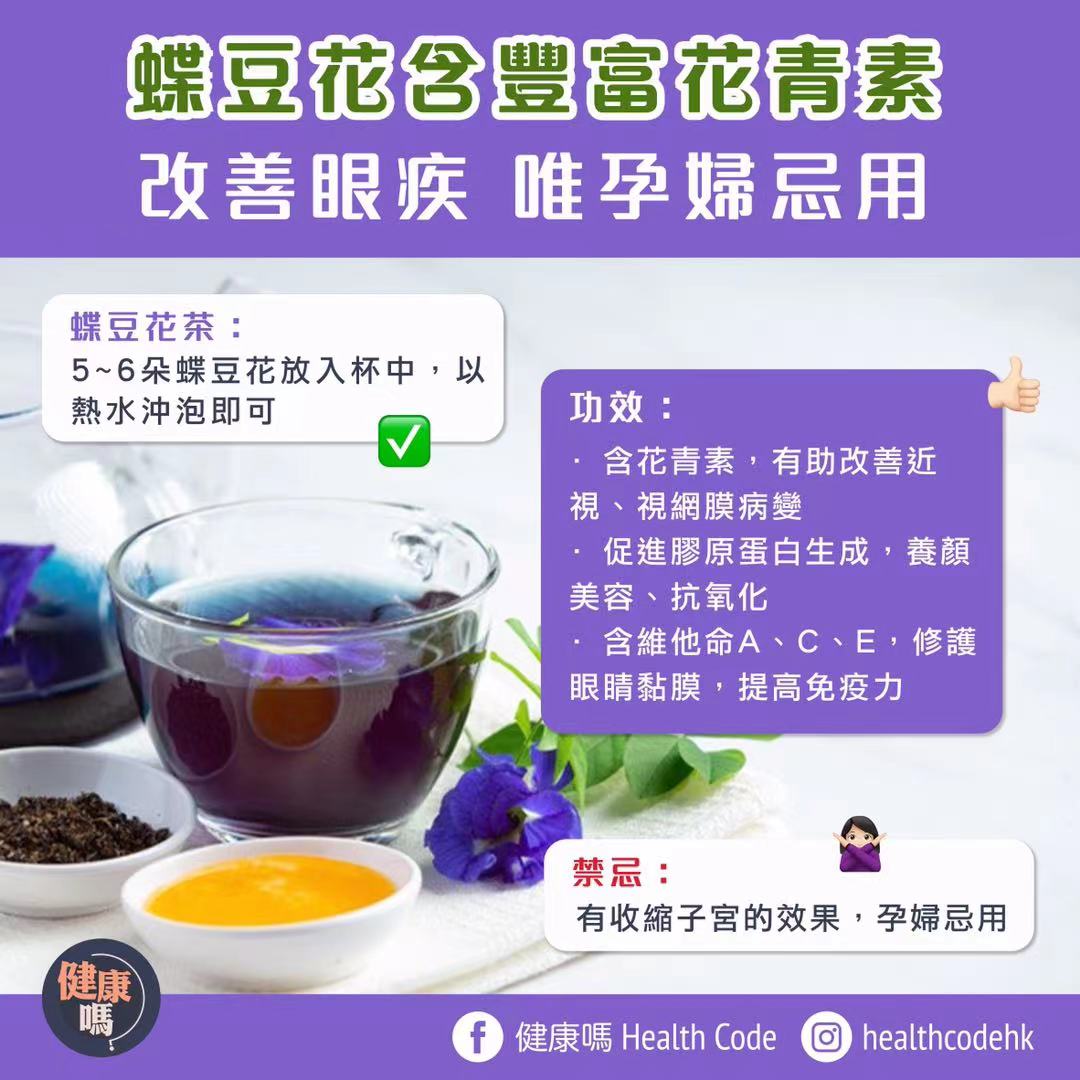 蝶豆花含豐富花青素
改善眼疾 唯孕婦忌用
蝶豆花茶：
5~6朵蝶豆花放入杯中，以
熱水沖泡即可
功效：
· 含花青素，有助改善近
視、視網膜病變
· 促進膠原蛋白生成，養顏
美容、抗氧化
· 含維他命A、C、E，修護
眼睛黏膜，提高免疫力
禁忌：
有收縮子宮的效果，孕婦忌用
健康
嗎
健康嗎 Health Code
healthcodehk